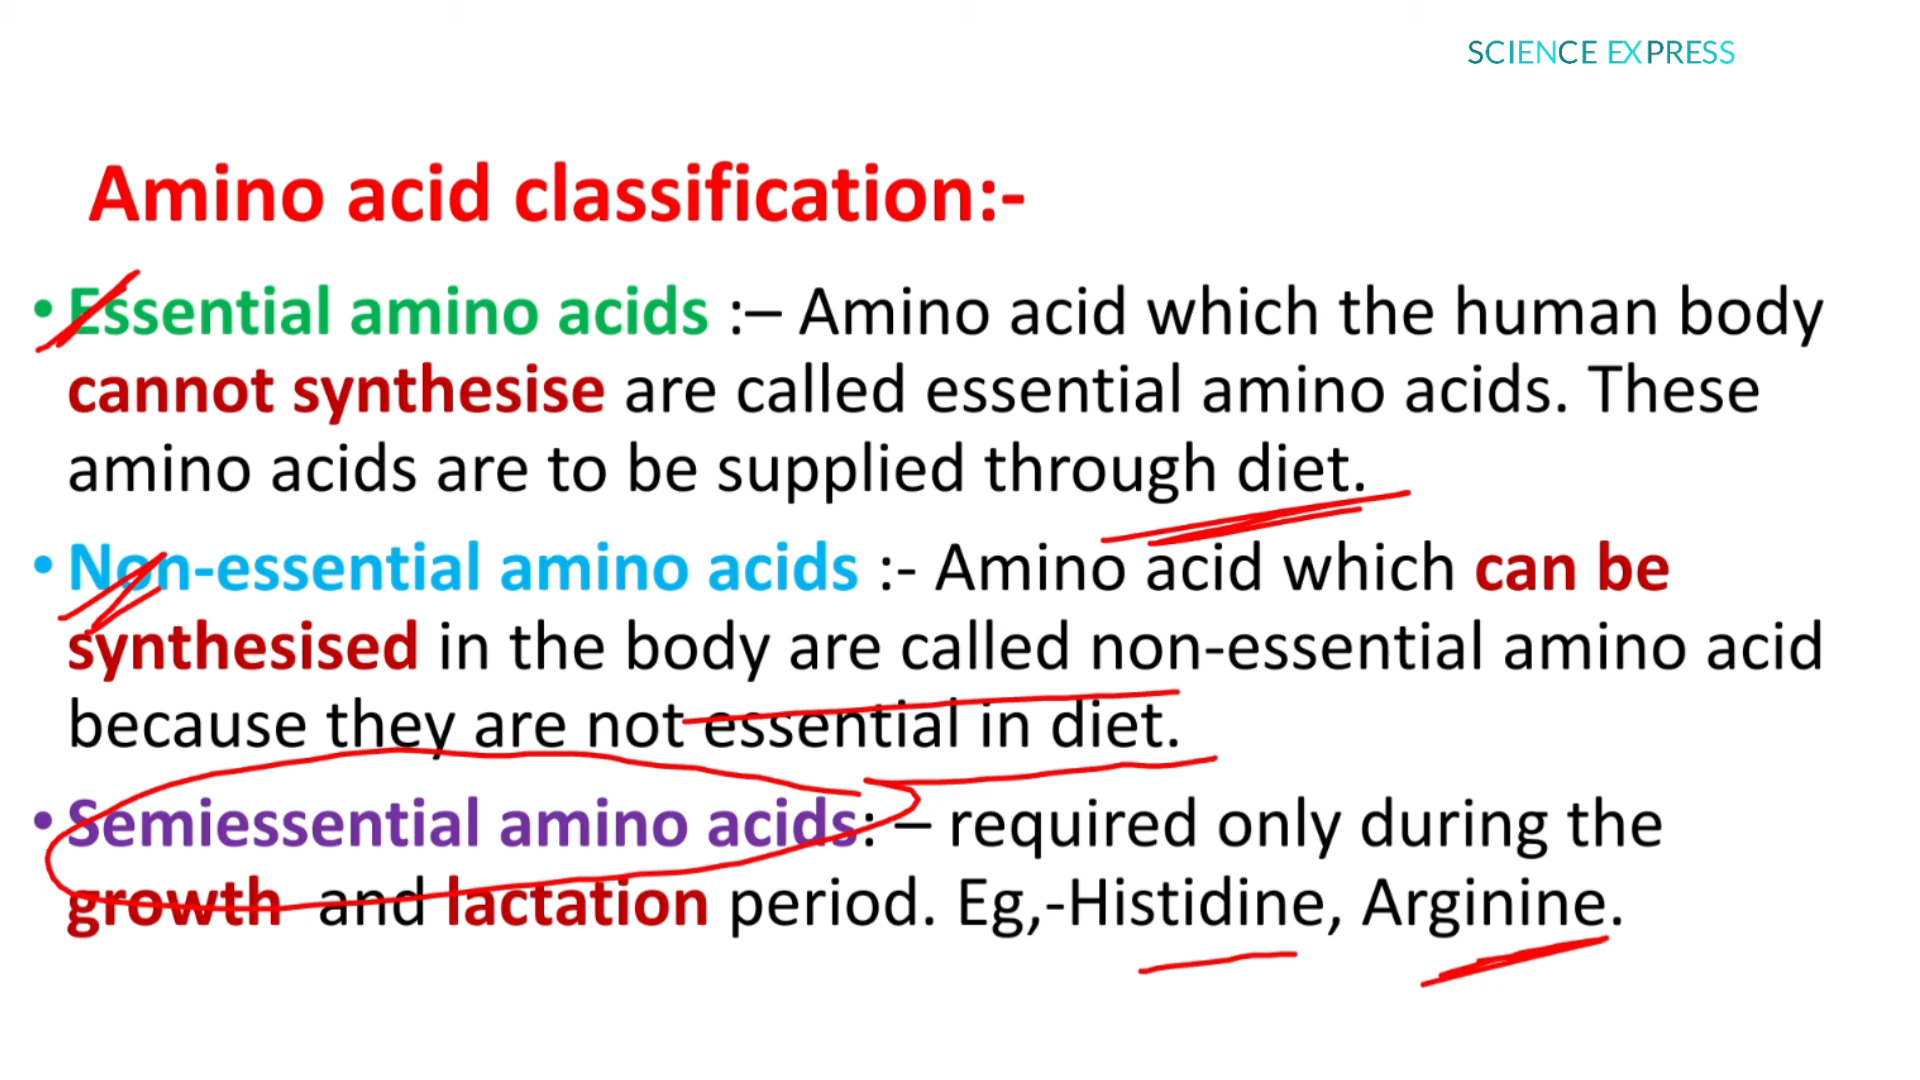 SCIENCE EXPRESS
Amino acid classification:-
• Essential amino acids :– Amino acid which the human body
cannot synthesise are called essential amino acids. These
amino acids are to be supplied through diet.
• Non-essential amino acids :- Amino acid which can be
synthesised in the body are called non-essential amino acid
because they are not essential in diet.
• Semiessential amino acids: – required only during the
growth and lactation period. Eg,-Histidine, Arginine.